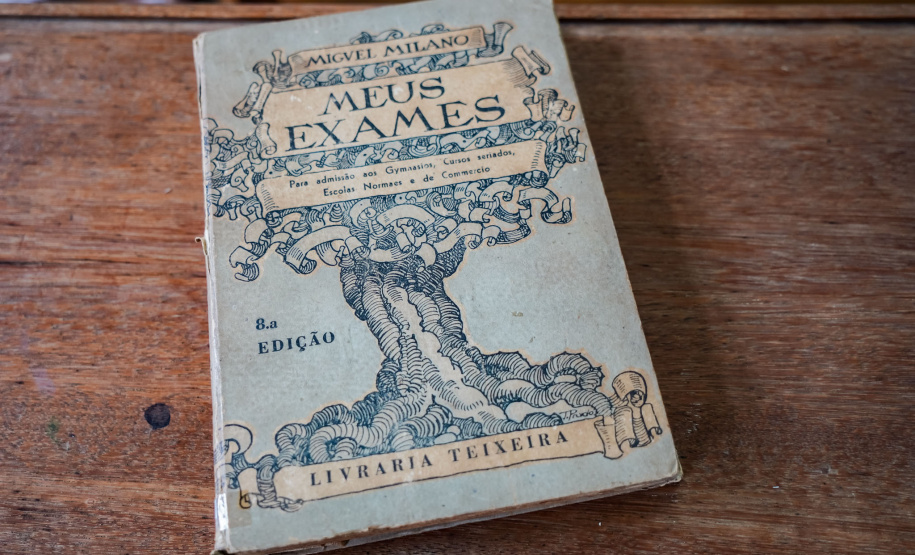 MIGVEL MILANO
MEUS
EXAMES
Para admissão aos Gymnasios, Cursos seriados,
Escolas Normaes e de Commercio
8.a
EDIÇÃO
LIVRARIA TEIXEIRA